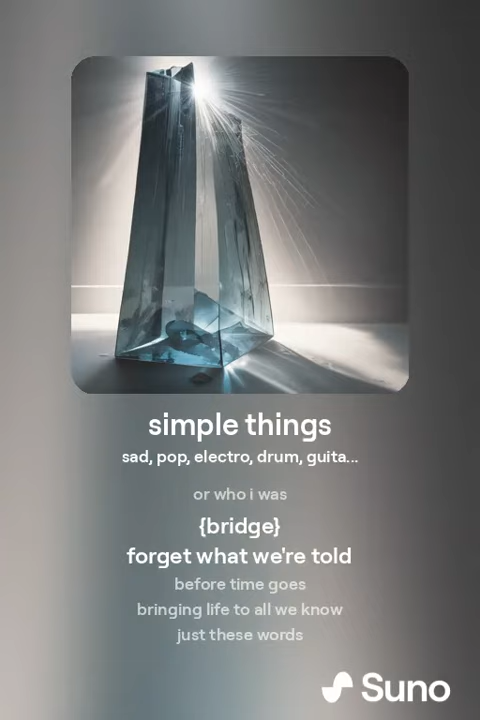 simple things
sad, pop, electro, drum, guita...
or who i was
{bridge}
forget what we're told
before time goes
bringing life to all we know
just these words
Suno